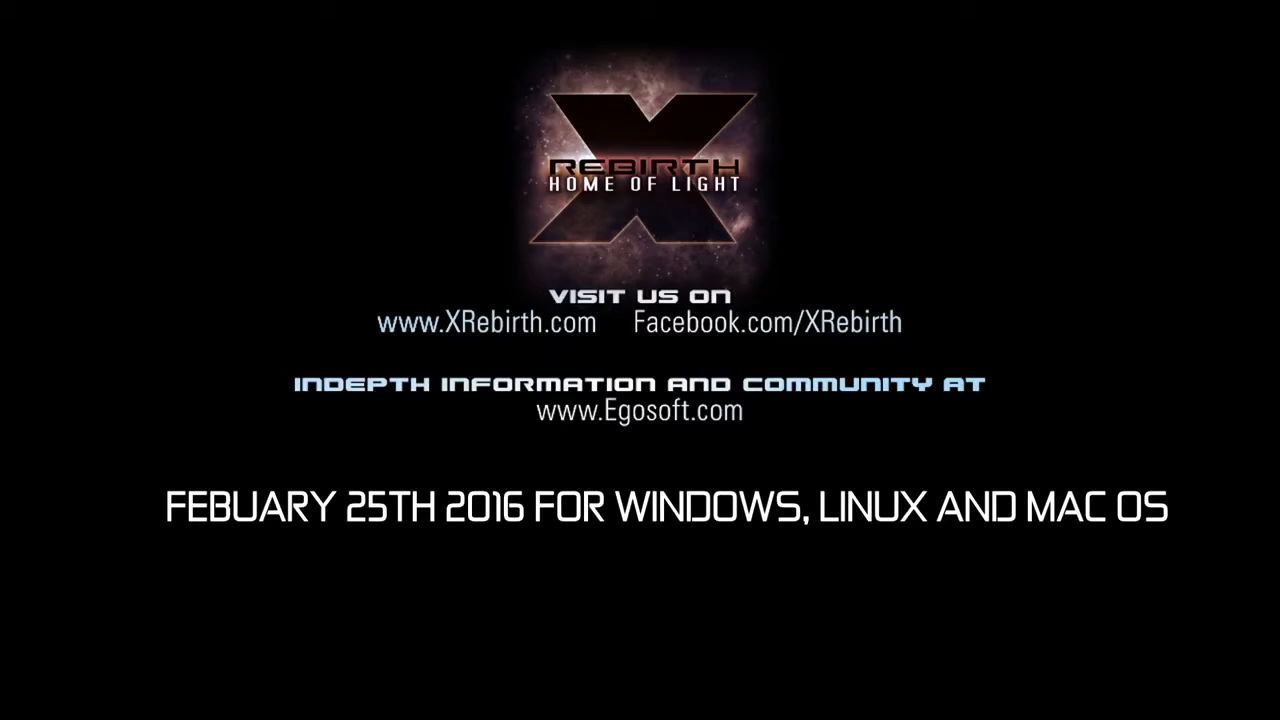 X
REBIRTH
HOME OF LIGHT
VISIT US ON
www.XRebirth.com Facebook.com/XRebirth
INDEPTH INFORMATION AND COMMUNITY AT
www.Egosoft.com
FEBUARY 25TH 2016 FOR WINDOWS, LINUX AND MAC OS